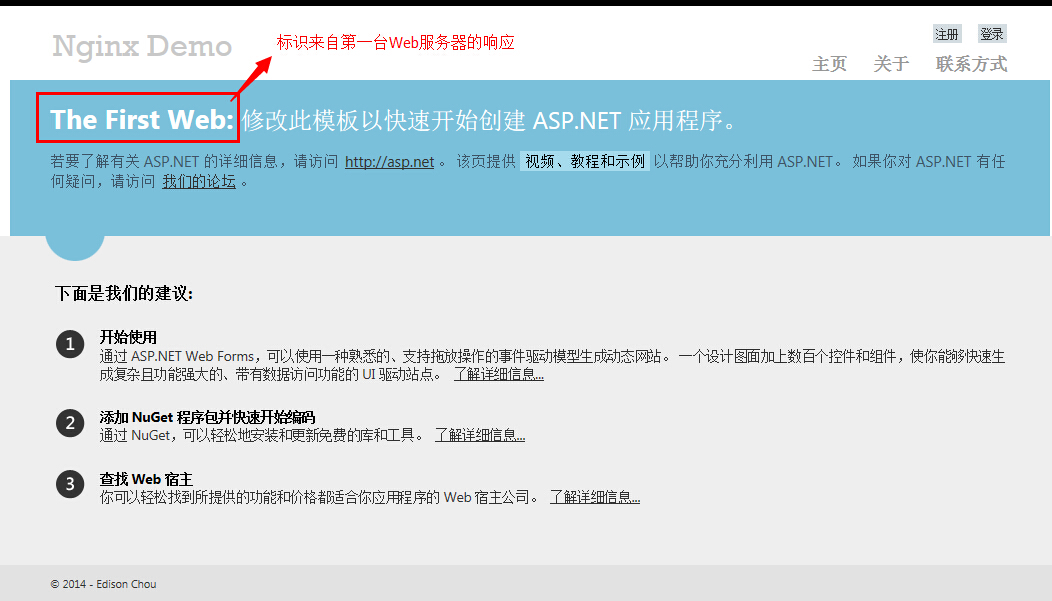 Nginx Demo
标识来自第一台Web服务器的响应
注册 登录
主页 关于 联系方式
The First Web: 修改此模板以快速开始创建 ASP.NET 应用程序。
若要了解有关 ASP.NET 的详细信息，请访问 http://asp.net 。 该页提供 视频、教程和示例 以帮助你充分利用 ASP.NET。 如果你对 ASP.NET 有任
何疑问，请访问 我们的论坛 。
下面是我们的建议:
1 开始使用
通过 ASP.NET Web Forms，可以使用一种熟悉的、支持拖放操作的事件驱动模型生成动态网站。 一个设计图面加上数百个控件和组件，使你能够快速生
成复杂且功能强大的、带有数据访问功能的 UI 驱动站点。 了解详细信息...
2 添加 NuGet 程序包并快速开始编码
通过 NuGet，可以轻松地安装和更新免费的库和工具。 了解详细信息...
3 查找 Web 宿主
你可以轻松找到所提供的功能和价格都适合你应用程序的 Web 宿主公司。 了解详细信息...
© 2014 - Edison Chou